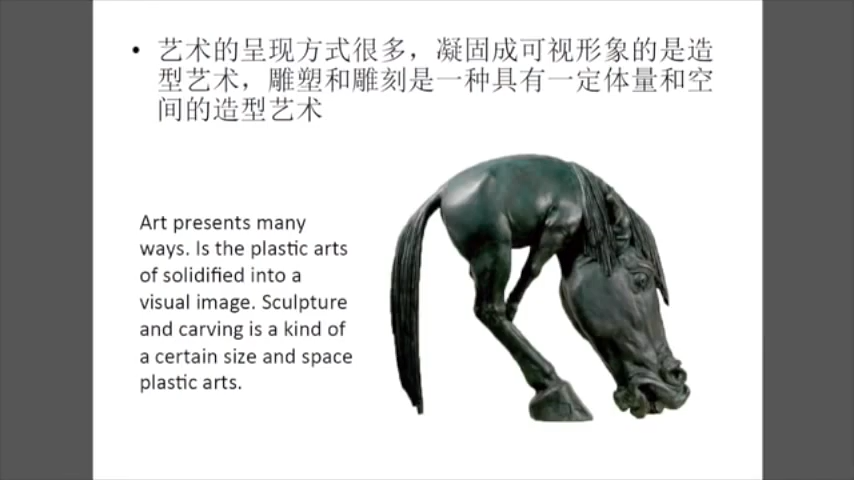 • 艺术的呈现方式很多，凝固成可视形象的是造
型艺术，雕塑和雕刻是一种具有一定体量和空
间的造型艺术
Art presents many
ways. Is the plastic arts
of solidified into a
visual image. Sculpture
and carving is a kind of
a certain size and space
plastic arts.